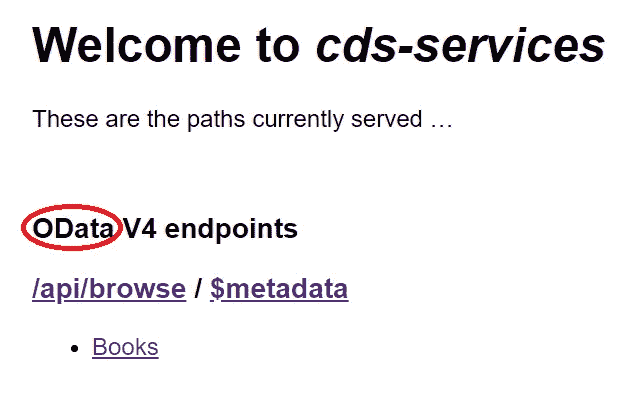 Welcome to cds-services
These are the paths currently served …
OData V4 endpoints
/api/browse / $metadata
Books